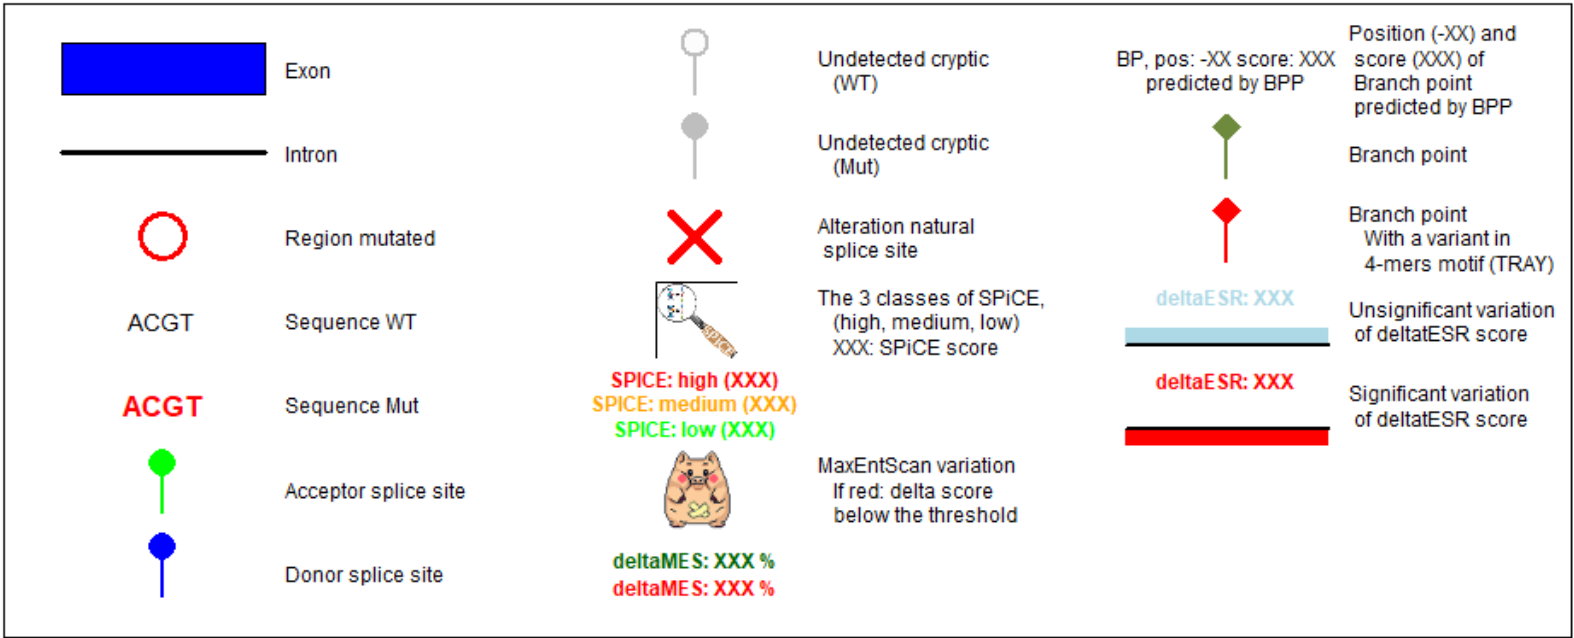 Exon
Intron
Region mutated
ACGT
Sequence WT
ACGT
Sequence Mut
Acceptor splice site
Donor splice site
Undetected cryptic
(WT)
Undetected cryptic
(Mut)
Alteration natural
splice site
SPiCE
The 3 classes of SPiCE,
(high, medium, low)
XXX: SPiCE score
SPICE: high (XXX)
SPICE: medium (XXX)
SPICE: low (XXX)
MaxEntScan variation
If red: delta score
below the threshold
deltaMES: XXX %
deltaMES: XXX %
BP, pos: -XX score: XXX
predicted by BPP
Position (-XX) and
score (XXX) of
Branch point
predicted by BPP
Branch point
Branch point
With a variant in
4-mers motif (TRAY)
deltaESR: XXX
Unsignificant variation
of deltatESR score
deltaESR: XXX
Significant variation
of deltatESR score